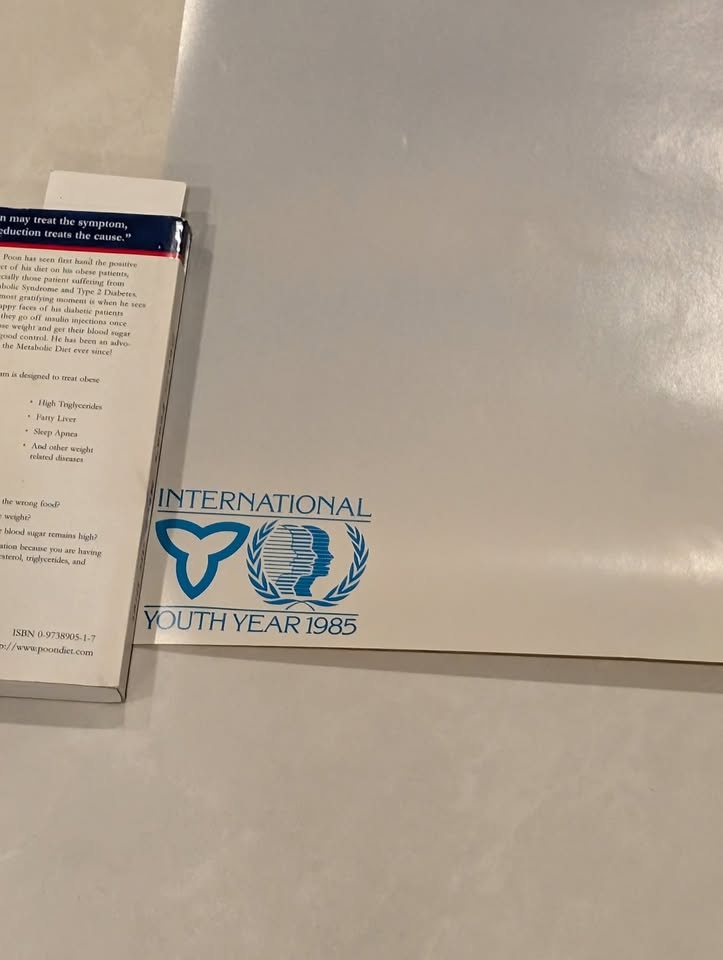 n may treat the symptom,
eduction treats the cause."
Poon has seen first hand the positive
ct of his diet on his obese patients,
cially those patient suffering from
abolic Syndrome and Type 2 Diabetes.
most gratifying moment is when he sees
appy faces of his diabetic patients
they go off insulin injections once
ose weight and get their blood sugar
good control. He has been an advo-
the Metabolic Diet ever since!
am is designed to treat obese
• High Triglycerides
• Fatty Liver
• Sleep Apnea
• And other weight
related diseases
the wrong food?
weight?
blood sugar remains high?
ation because you are having
esterol, triglycerides, and
ISBN 0-9738905-1-7
p://www.poondiet.com
INTERNATIONAL
YOUTH YEAR 1985